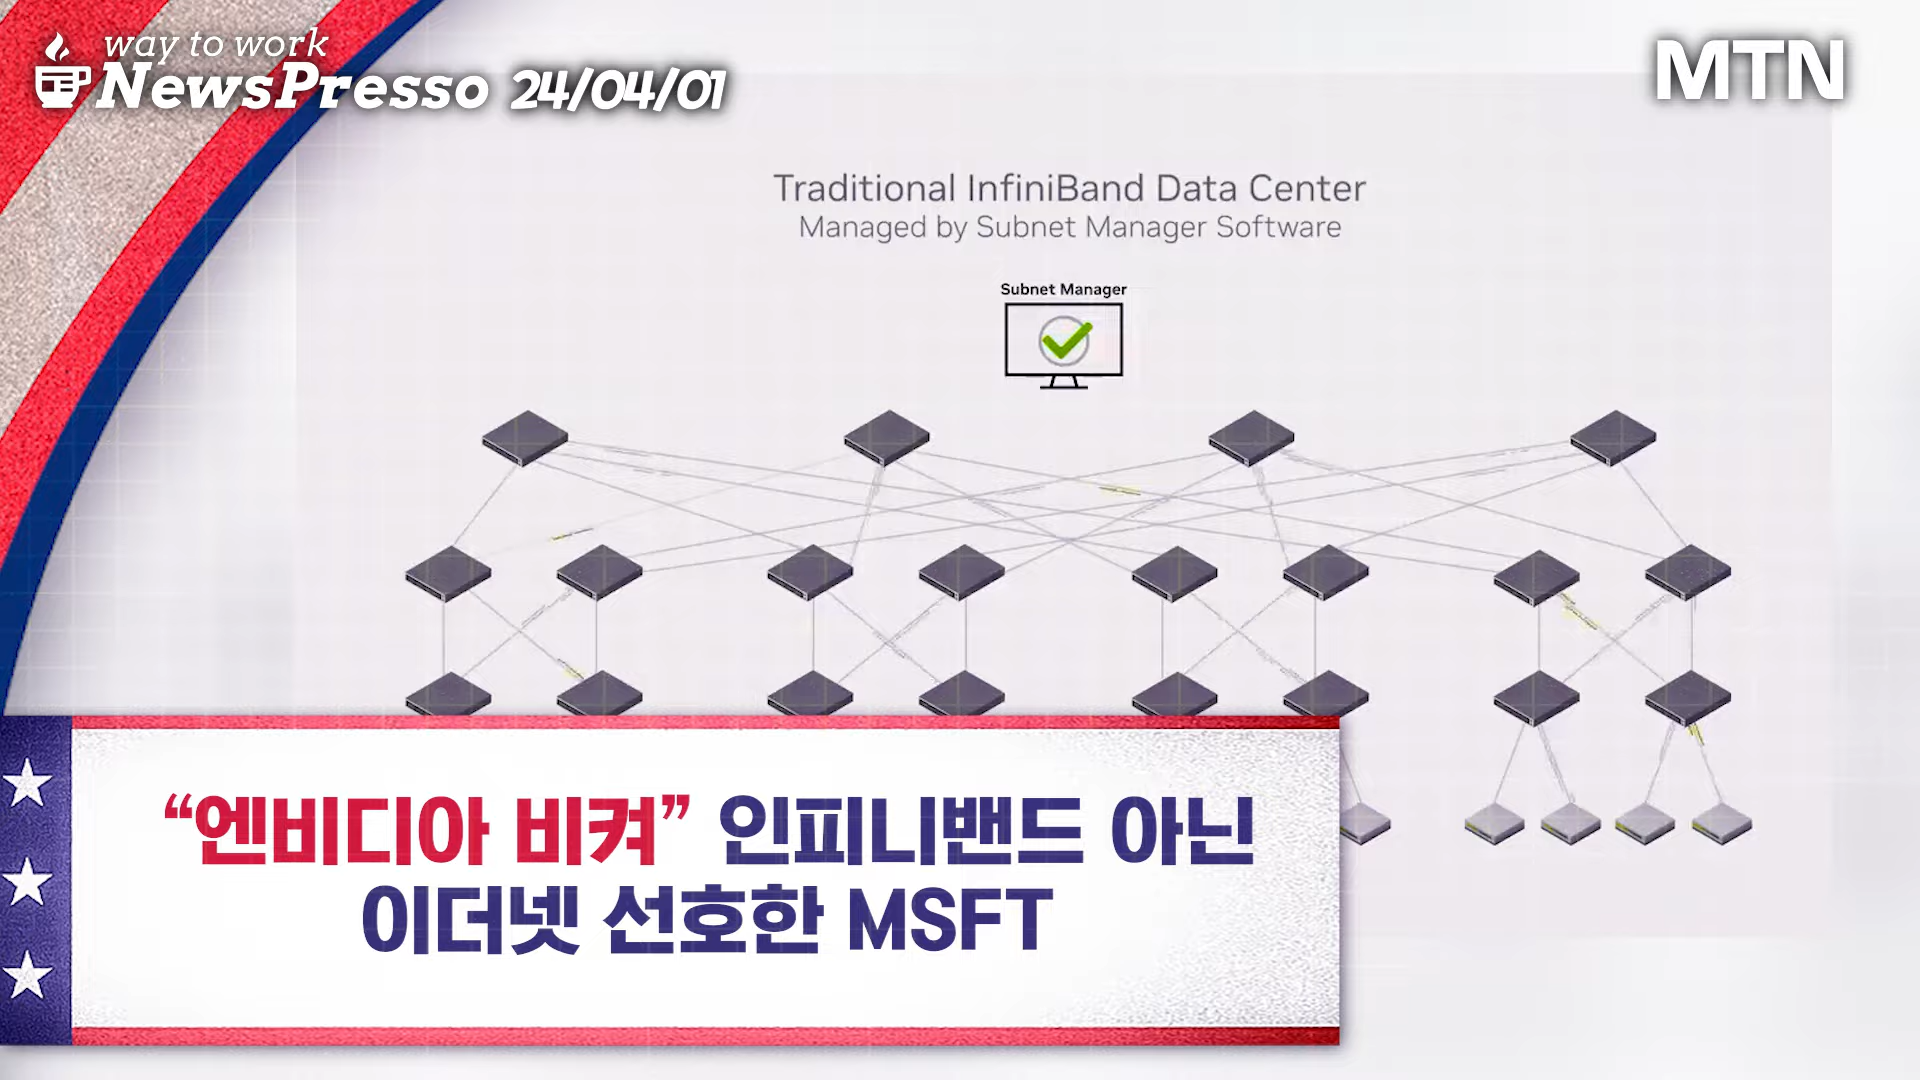 way to work
NewsPresso 24/04/01
MTN
Traditional InfiniBand Data Center
Managed by Subnet Manager Software
Subnet Manager
“엔비디아 비켜” 인피니밴드 아닌
이더넷 선호한 MSFT